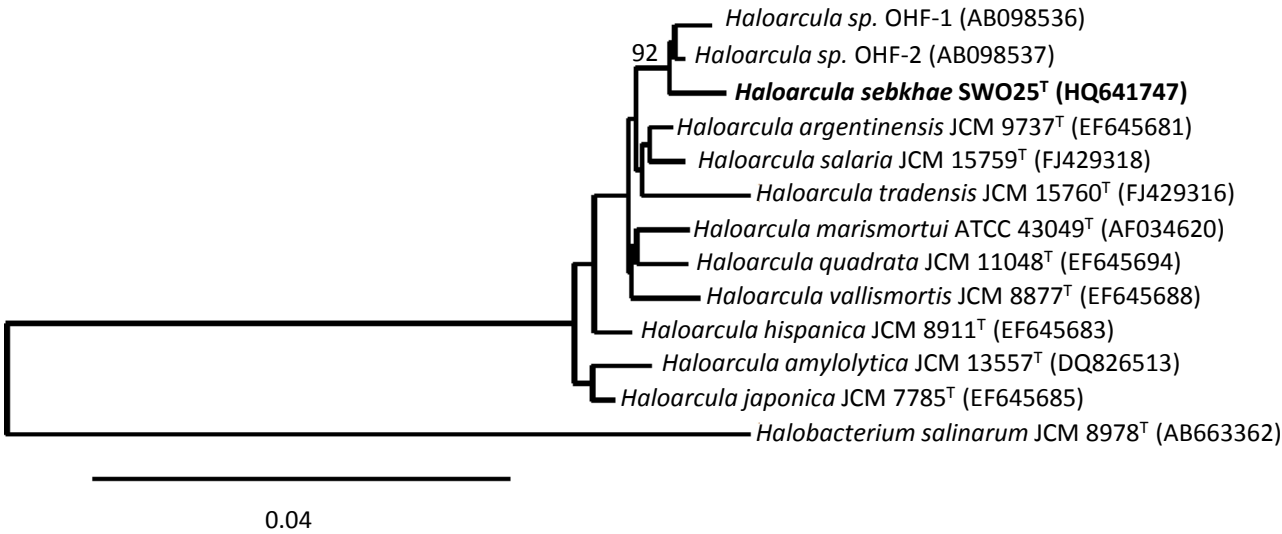 Haloarcula sp. OHF-1 (AB098536)
92
Haloarcula sp. OHF-2 (AB098537)
Haloarcula sebkhae SWO25ᵀ (HQ641747)
Haloarcula argentinensis JCM 9737ᵀ (EF645681)
Haloarcula salaria JCM 15759ᵀ (FJ429318)
Haloarcula tradensis JCM 15760ᵀ (FJ429316)
Haloarcula marismortui ATCC 43049ᵀ (AF034620)
Haloarcula quadrata JCM 11048ᵀ (EF645694)
Haloarcula vallismortis JCM 8877ᵀ (EF645688)
Haloarcula hispanica JCM 8911ᵀ (EF645683)
Haloarcula amylolytica JCM 13557ᵀ (DQ826513)
Haloarcula japonica JCM 7785ᵀ (EF645685)
Halobacterium salinarum JCM 8978ᵀ (AB663362)
0.04